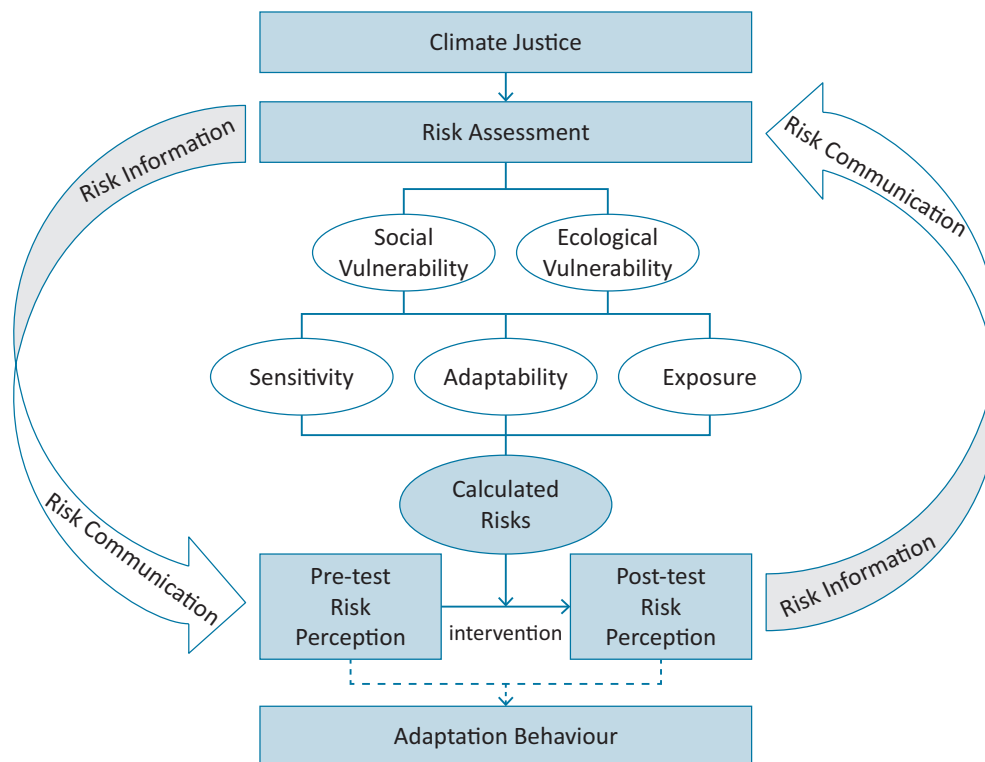 Climate Justice
Risk Assessment
Risk Information
Risk Communication
Social
Vulnerability
Ecological
Vulnerability
Sensitivity
Adaptability
Exposure
Calculated
Risks
Risk Communication
Pre-test
Risk
Perception
intervention
Post-test
Risk
Perception
Risk Information
Adaptation Behaviour